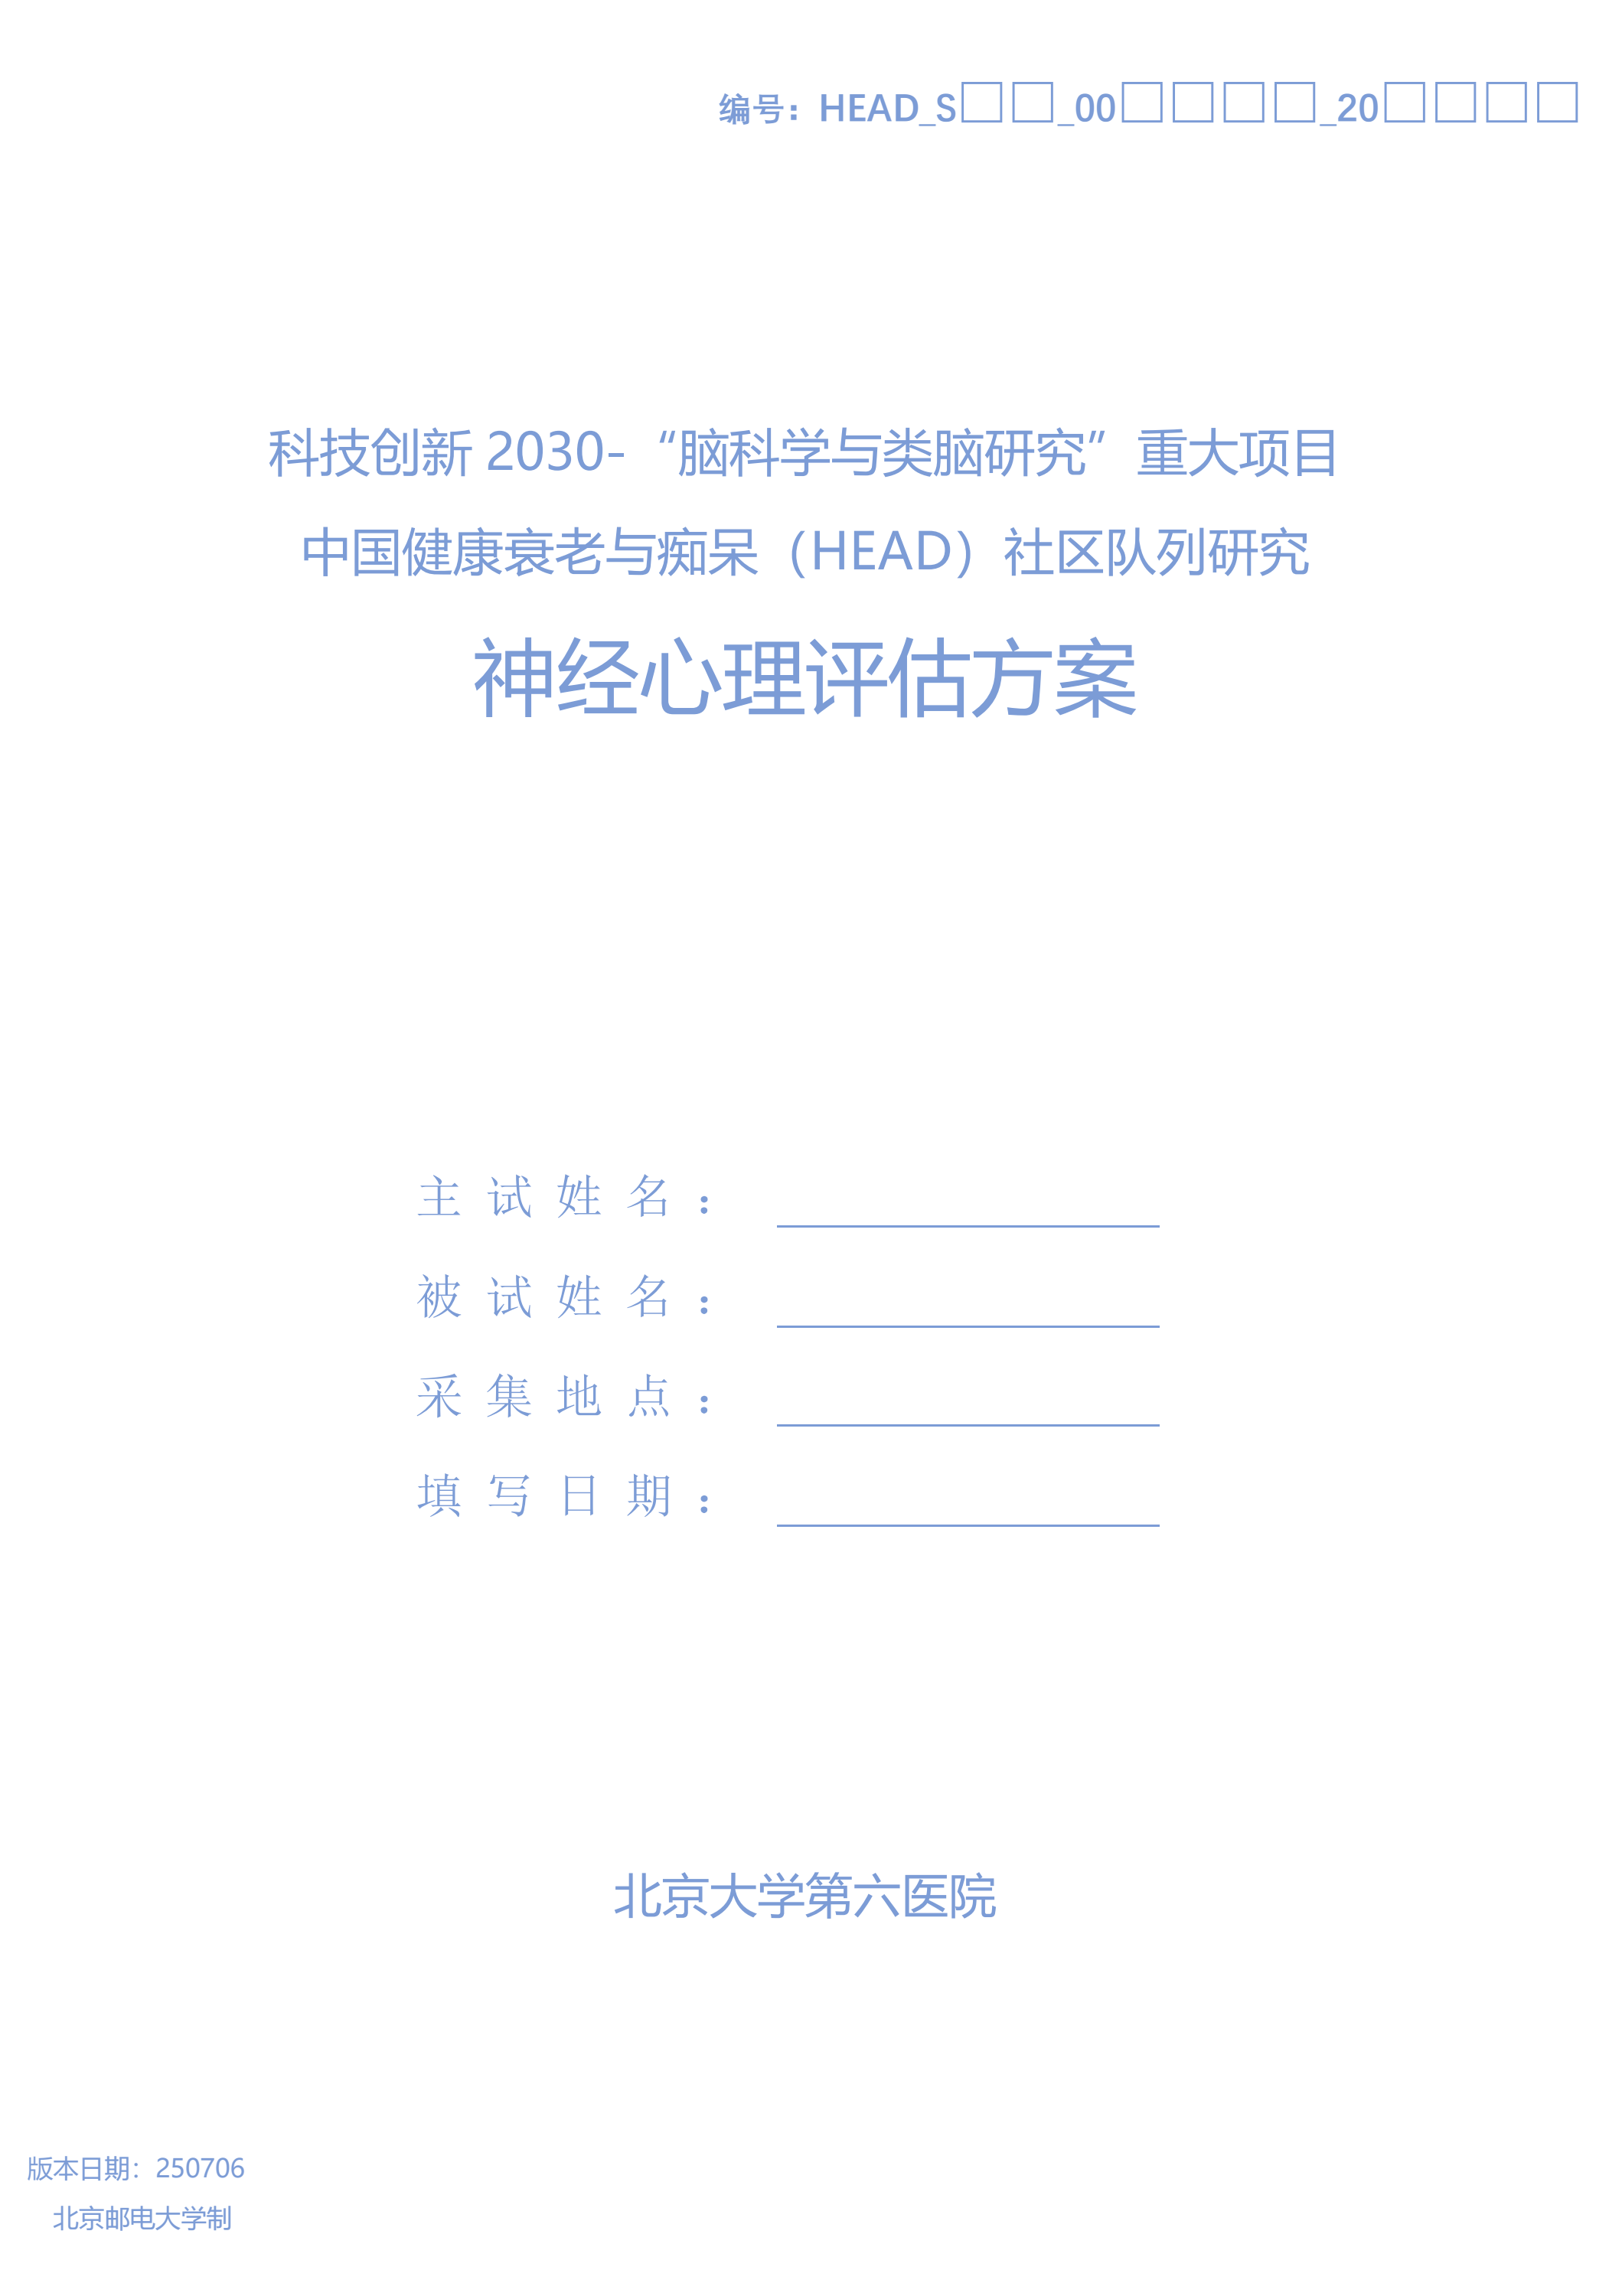 编号：HEAD_S□□_00□□□□_20□□□□
科技创新 2030-“脑科学与类脑研究”重大项目
中国健康衰老与痴呆（HEAD）社区队列研究
神经心理评估方案
主试姓名：
被试姓名：
采集地点：
填写日期：
北京大学第六医院
版本日期：250706
北京邮电大学制